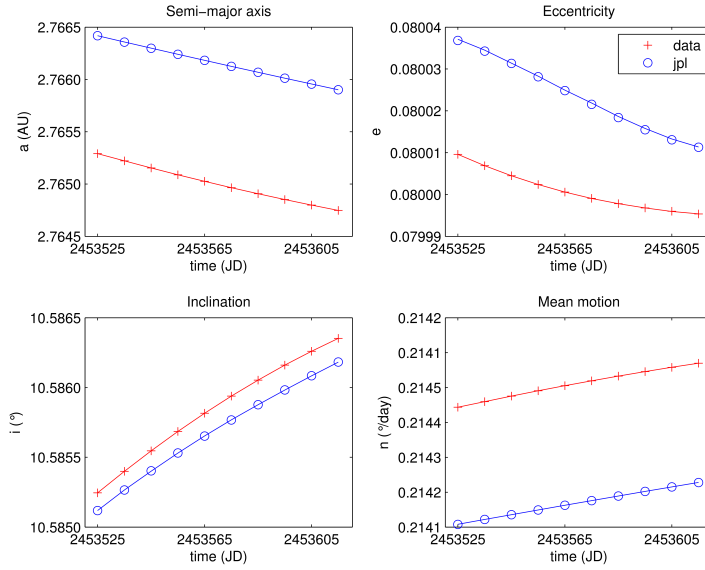 Semi−major axis
2.7665
2.7660
2.7655
2.7650
2.7645
a (AU)
2453525 2453565 2453605
time (JD)
Eccentricity
0.08004
0.08003
0.08002
0.08001
0.08000
0.07999
e
data
jpl
2453525 2453565 2453605
time (JD)
Inclination
10.5865
10.5860
10.5855
10.5850
i (°)
2453525 2453565 2453605
time (JD)
Mean motion
0.2142
0.2141
0.2145
0.2144
0.2142
0.2142
0.2141
n (°/day)
2453525 2453565 2453605
time (JD)